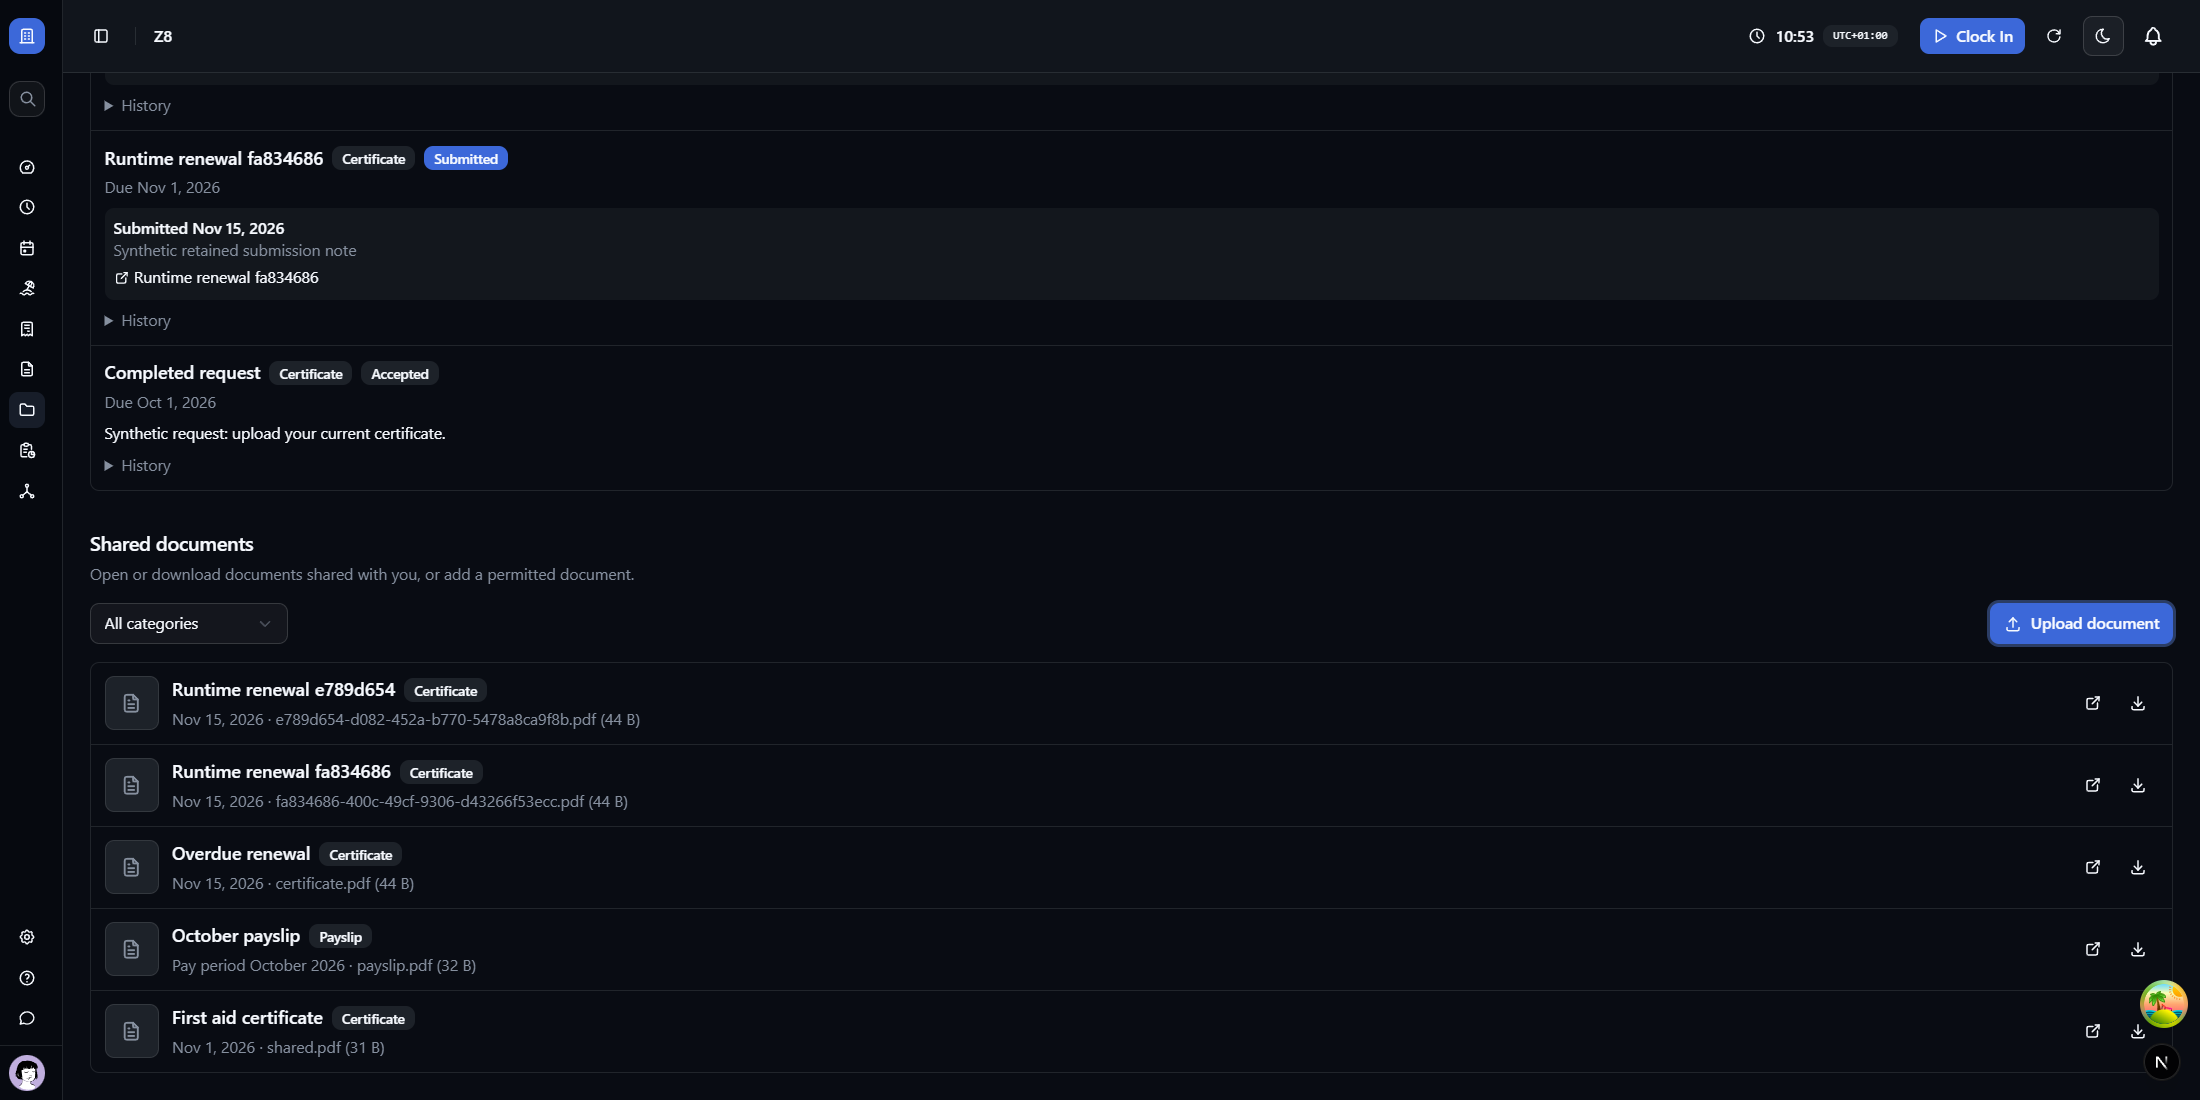 Z8
10:53 UTC+01:00
Clock In
History
Runtime renewal fa834686 Certificate Submitted
Due Nov 1, 2026
Submitted Nov 15, 2026
Synthetic retained submission note
Runtime renewal fa834686
History
Completed request Certificate Accepted
Due Oct 1, 2026
Synthetic request: upload your current certificate.
History
Shared documents
Open or download documents shared with you, or add a permitted document.
All categories
Upload document
Runtime renewal e789d654 Certificate
Nov 15, 2026 · e789d654-d082-452a-b770-5478a8ca9f8b.pdf (44 B)
Runtime renewal fa834686 Certificate
Nov 15, 2026 · fa834686-400c-49cf-9306-d43266f53ecc.pdf (44 B)
Overdue renewal Certificate
Nov 15, 2026 · certificate.pdf (44 B)
October payslip Payslip
Pay period October 2026 · payslip.pdf (32 B)
First aid certificate Certificate
Nov 1, 2026 · shared.pdf (31 B)
N